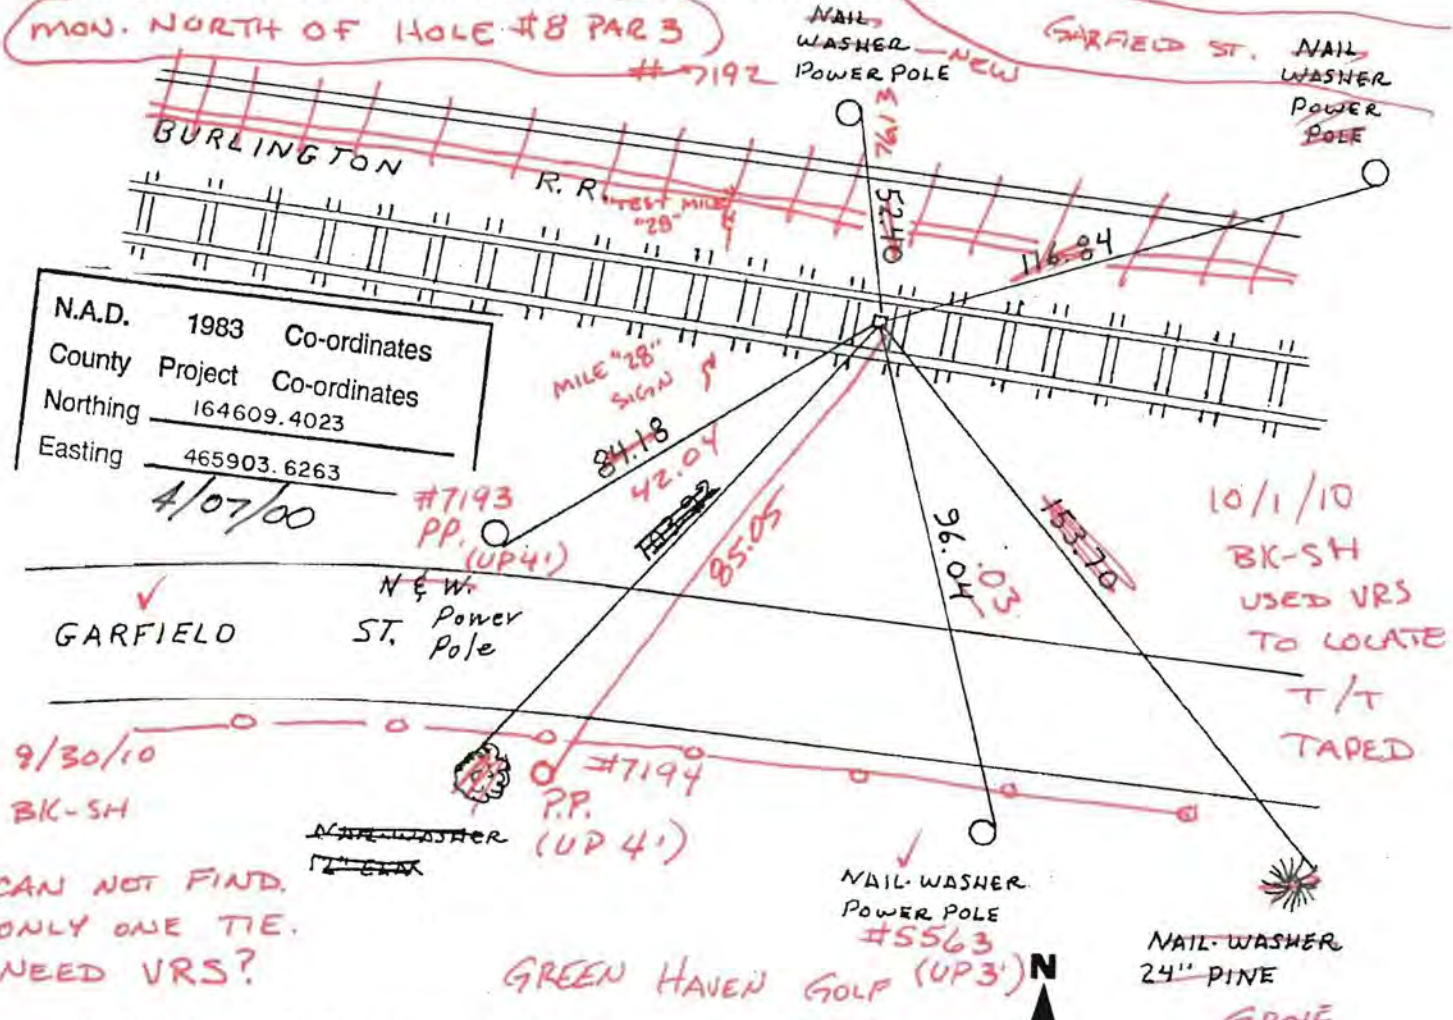 MON. NORTH OF HOLE #8 PAR 3
# 7192
NAIL
WASHER
POWER POLE
NEW
7613
GARFIELD ST.
NAIL
WASHER
POWER
POLE
BURLINGTON R.R.
TEST MILE
"28"
52.40
116.84
N.A.D. 1983 Co-ordinates
County Project Co-ordinates
Northing 164609.4023
Easting 465903.6263
4/07/00
MILE "28"
SIGN
84.18
42.04
85.05
96.04
.03
153.70
#7193
PP.
(UP 4')
N & W.
Power
Pole
GARFIELD ST.
10/1/10
BK-SH
USED VRS
TO LOCATE
T/T
TAPED
9/30/10
BK-SH
CAN NOT FIND.
ONLY ONE TIE.
NEED VRS?
NAIL-WASHER
#7194
P.P.
(UP 4')
NAIL-WASHER
POWER POLE
#5563
(UP 3')
NAIL-WASHER
24" PINE
GREEN HAVEN GOLF
N